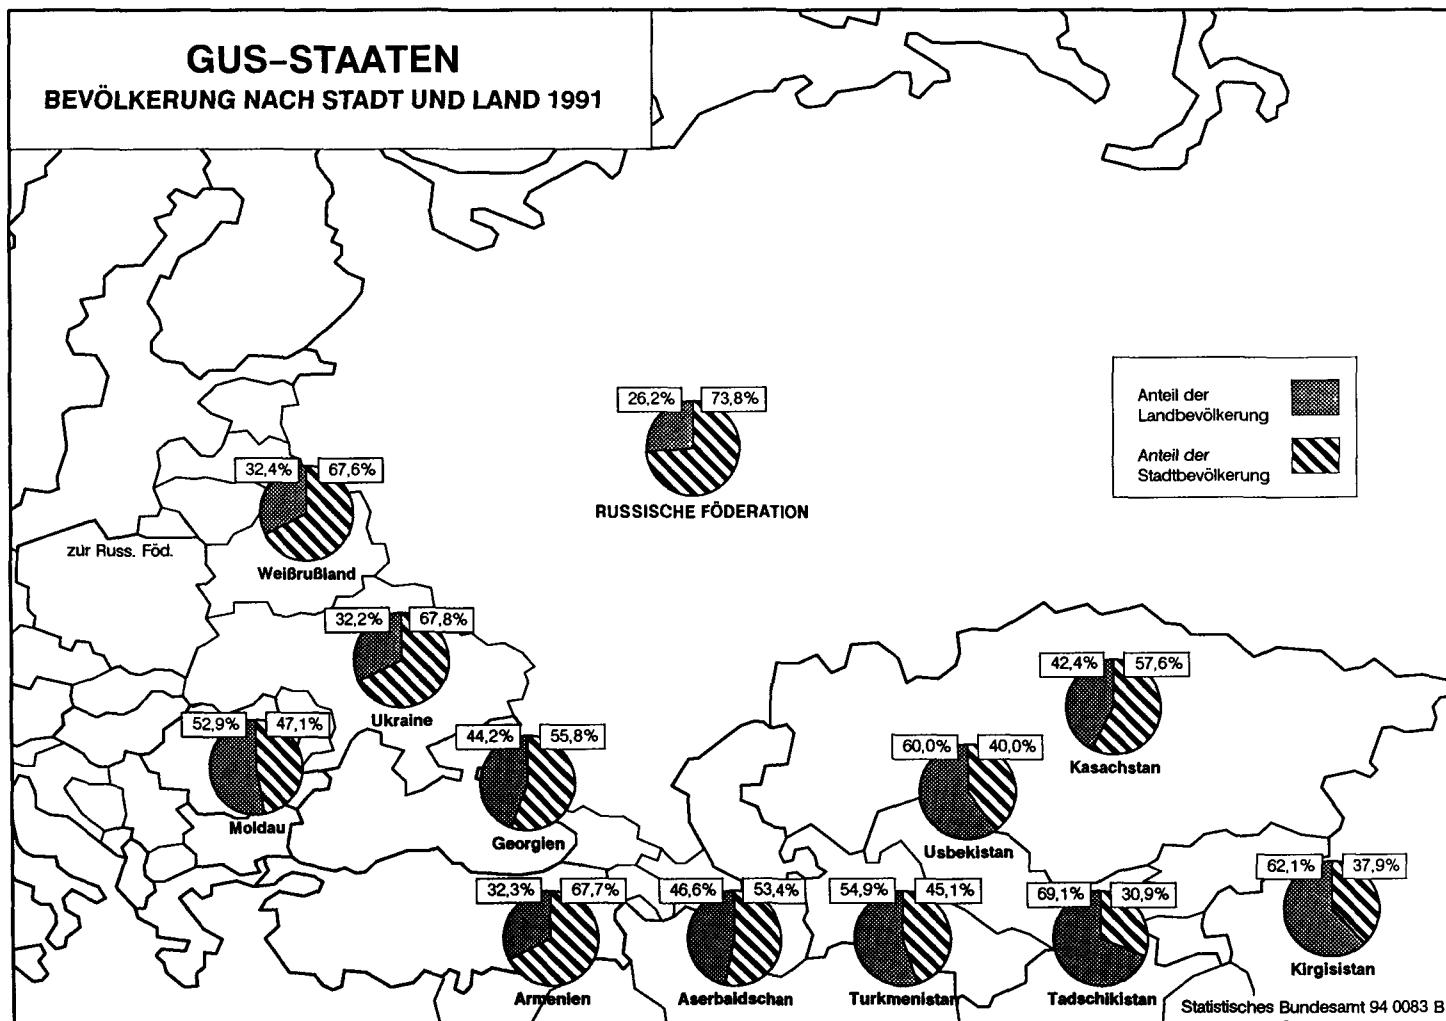 GUS-STAATEN
BEVÖLKERUNG NACH STADT UND LAND 1991
26,2% 73,8%
RUSSISCHE FÖDERATION
Anteil der
Landbevölkerung
Anteil der
Stadtbevölkerung
32,4% 67,6%
Weißrußland
zur Russ. Föd.
32,2% 67,8%
Ukraine
42,4% 57,6%
Kasachstan
52,9% 47,1%
Moldau
44,2% 55,8%
Georgien
60,0% 40,0%
Usbekistan
32,3% 67,7%
Armenien
46,6% 53,4%
Aserbaidschan
54,9% 45,1%
Turkmenistan
69,1% 30,9%
Tadschikistan
62,1% 37,9%
Kirgisistan
Statistisches Bundesamt 94 0083 B